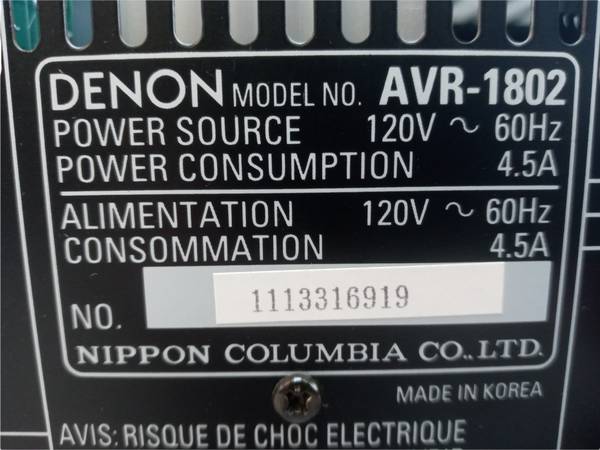 DENON MODEL NO. AVR-1802
POWER SOURCE 120V ~ 60Hz
POWER CONSUMPTION 4.5A
ALIMENTATION 120V ~ 60Hz
CONSOMMATION 4.5A
NO. 1113316919
NIPPON COLUMBIA CO.,LTD.
MADE IN KOREA
AVIS: RISQUE DE CHOC ELECTRIQUE